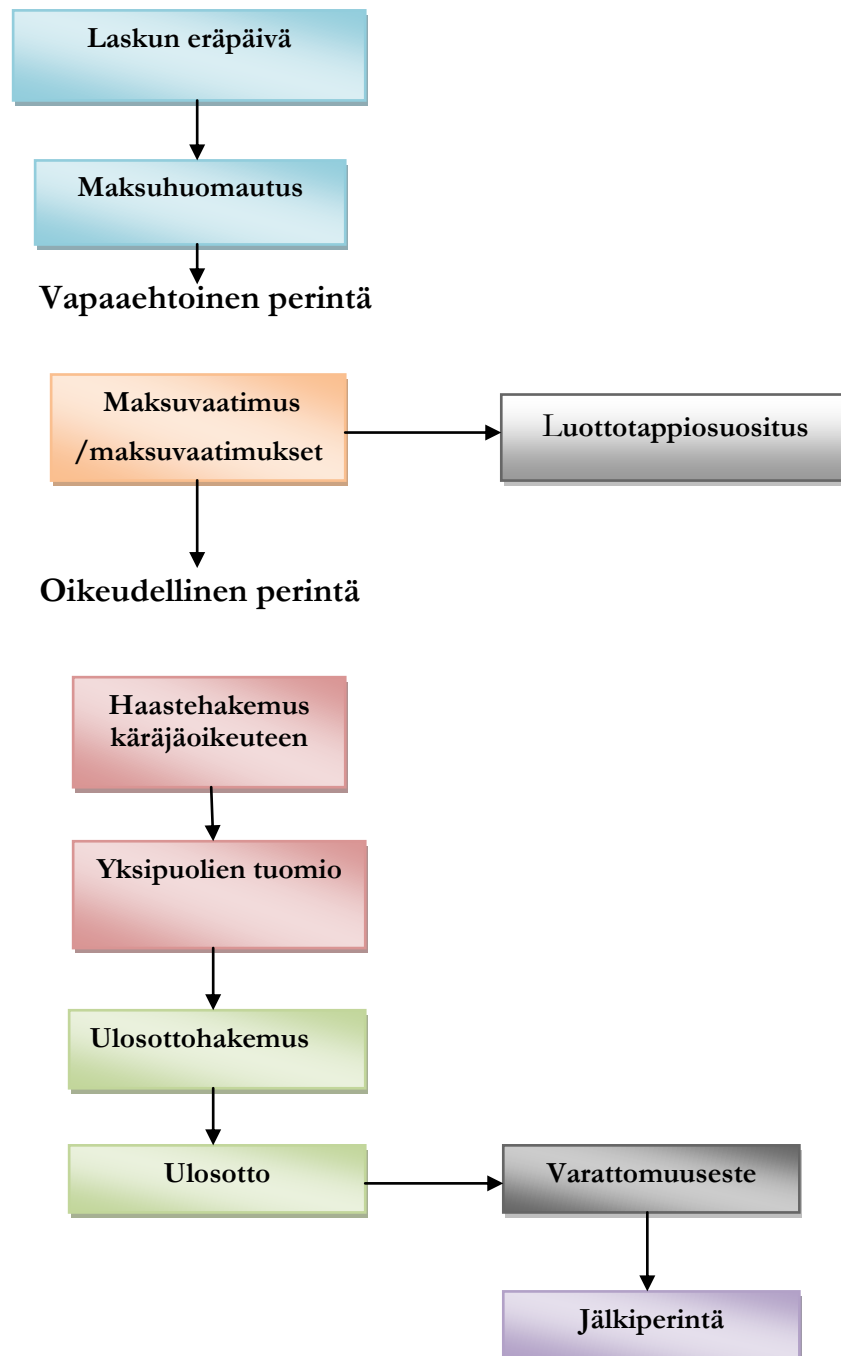 Laskun eräpäivä
Maksuhuomautus
Vapaaehtoinen perintä
Maksuvaatimus
/maksuvaatimukset
Luottotappiosuositus
Oikeudellinen perintä
Haastehakemus
käräjäoikeuteen
Yksipuolien tuomio
Ulosottohakemus
Ulosotto
Varattomuuseste
Jälkiperintä